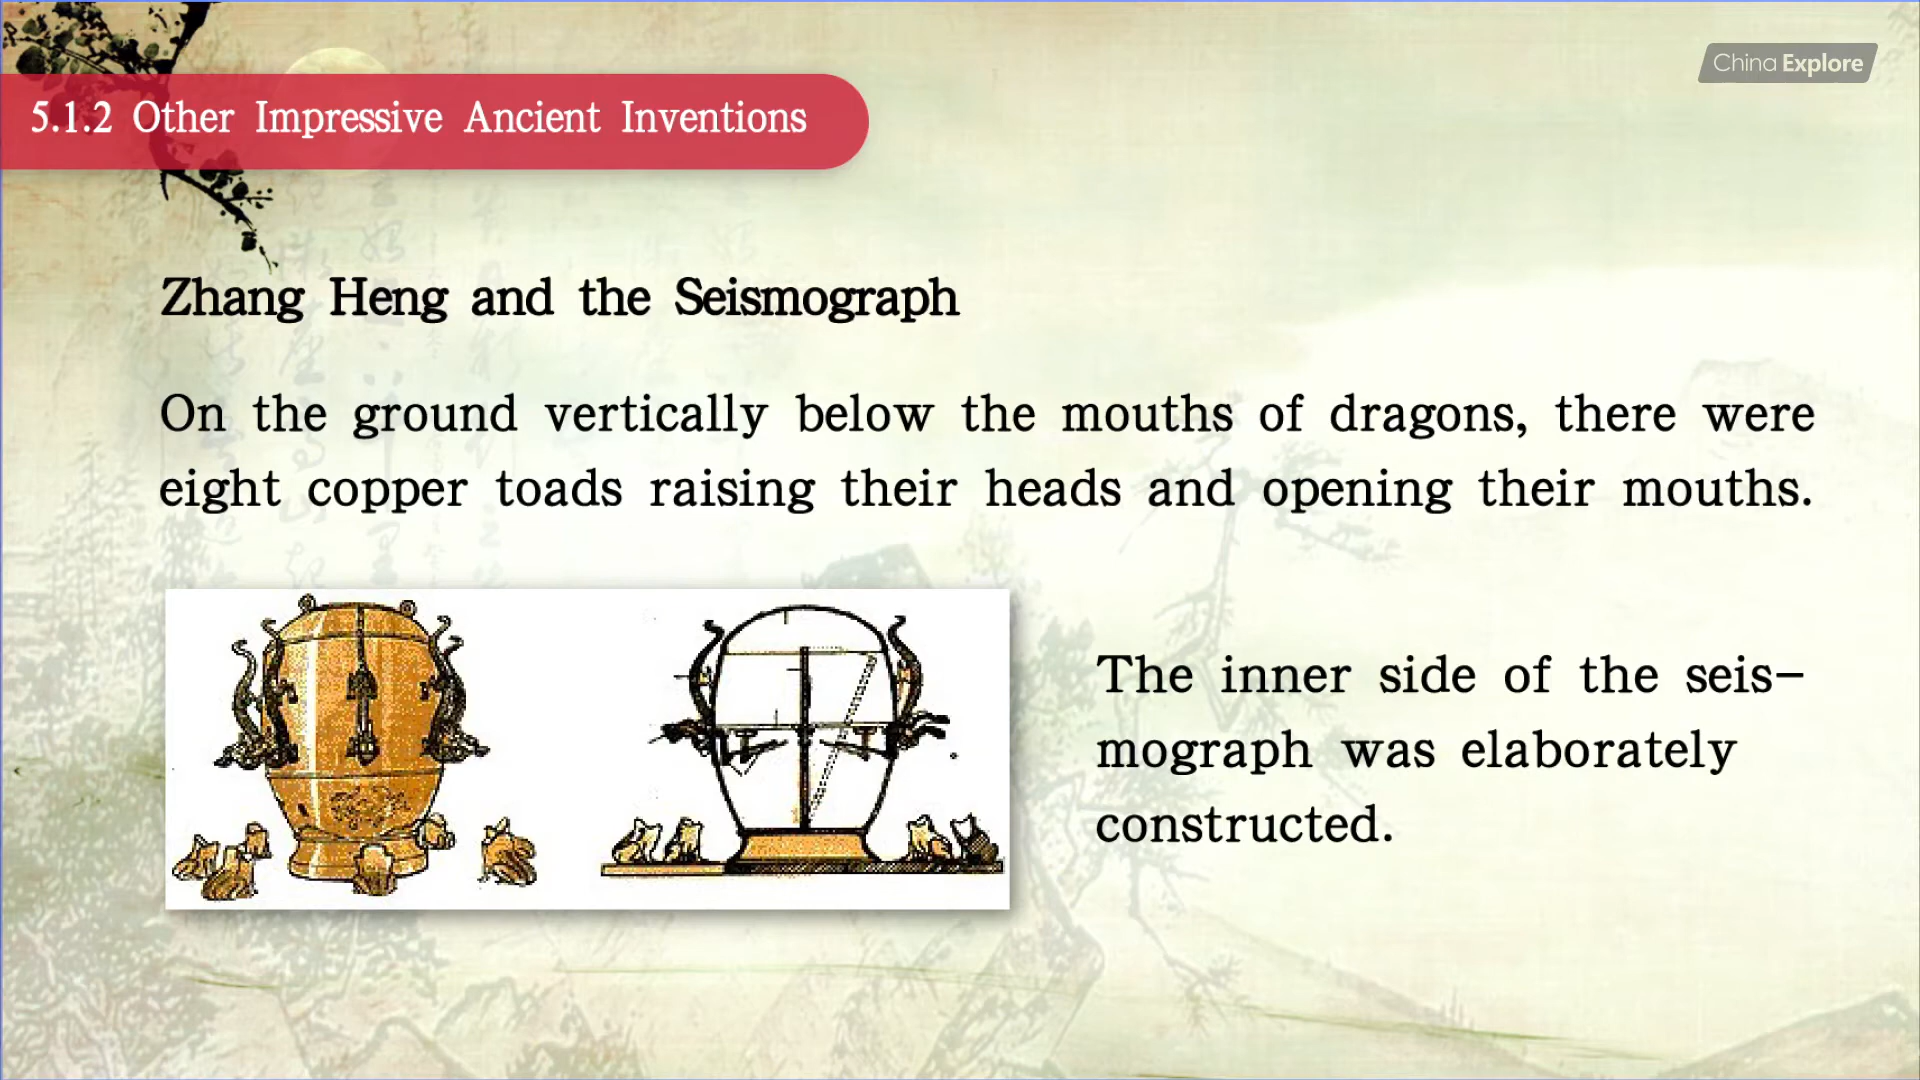 China Explore
5.1.2 Other Impressive Ancient Inventions
Zhang Heng and the Seismograph
On the ground vertically below the mouths of dragons, there were
eight copper toads raising their heads and opening their mouths.
The inner side of the seis-
mograph was elaborately
constructed.